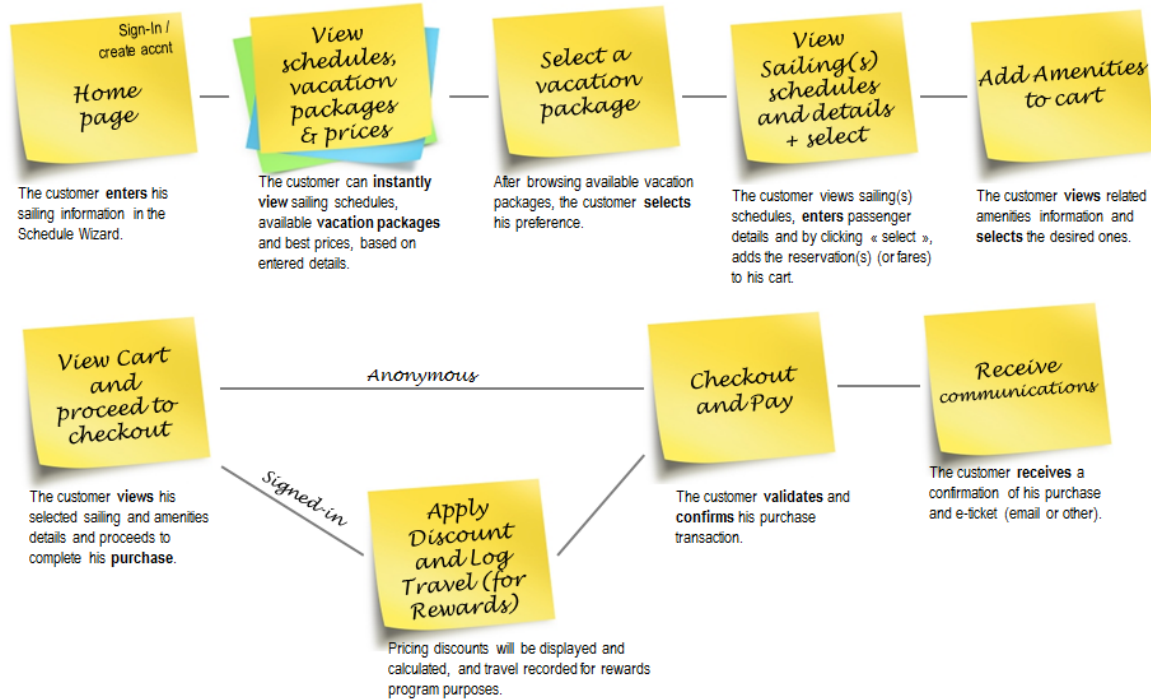 Sign-In /
create accnt
Home
page
The customer enters his
sailing information in the
Schedule Wizard.
View
schedules,
vacation
packages
& prices
The customer can instantly
view sailing schedules,
available vacation packages
and best prices, based on
entered details.
Select a
vacation
package
After browsing available vacation
packages, the customer selects
his preference.
View
Sailing(s)
schedules
and details
+ select
The customer views sailing(s)
schedules, enters passenger
details and by clicking « select »,
adds the reservation(s) (or fares)
to his cart.
Add Amenities
to cart
The customer views related
amenities information and
selects the desired ones.
View Cart
and
proceed to
checkout
The customer views his
selected sailing and amenities
details and proceeds to
complete his purchase.
Anonymous
Signed-in
Apply
Discount
and Log
Travel (for
Rewards)
Pricing discounts will be displayed and
calculated, and travel recorded for rewards
program purposes.
Checkout
and Pay
The customer validates and
confirms his purchase
transaction.
Receive
communications
The customer receives a
confirmation of his purchase
and e-ticket (email or other).